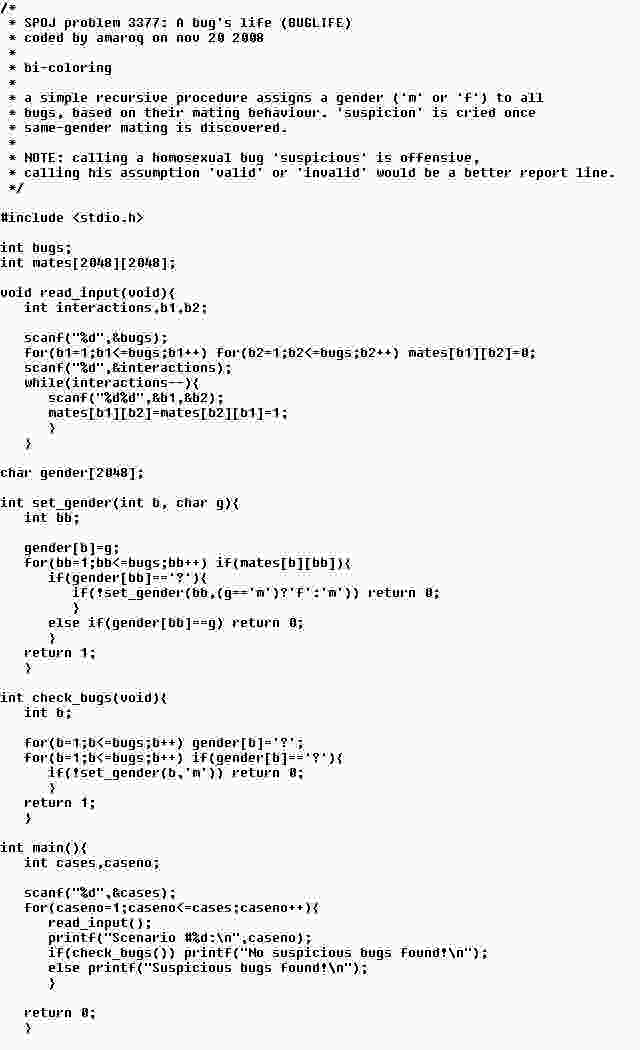 /*
 * SPOJ problem 3377: A bug's life (BUGLIFE)
 * coded by amaroq on nov 20 2008
 *
 * bi-coloring
 *
 * a simple recursive procedure assigns a gender ('m' or 'f') to all
 * bugs, based on their mating behaviour. 'suspicion' is cried once
 * same-gender mating is discovered.
 *
 * NOTE: calling a homosexual bug 'suspicious' is offensive,
 * calling his assumption 'valid' or 'invalid' would be a better report line.
 */

#include <stdio.h>

int bugs;
int mates[2048][2048];

void read_input(void){
   int interactions,b1,b2;

   scanf("%d",&bugs);
   for(b1=1;b1<=bugs;b1++) for(b2=1;b2<=bugs;b2++) mates[b1][b2]=0;
   scanf("%d",&interactions);
   while(interactions--){
      scanf("%d%d",&b1,&b2);
      mates[b1][b2]=mates[b2][b1]=1;
      }
   }

char gender[2048];

int set_gender(int b, char g){
   int bb;

   gender[b]=g;
   for(bb=1;bb<=bugs;bb++) if(mates[b][bb]){
      if(gender[bb]=='?'){
         if(!set_gender(bb,(g=='m')?'f':'m')) return 0;
         }
      else if(gender[bb]==g) return 0;
      }
   return 1;
   }

int check_bugs(void){
   int b;

   for(b=1;b<=bugs;b++) gender[b]='?';
   for(b=1;b<=bugs;b++) if(gender[b]=='?'){
      if(!set_gender(b,'m')) return 0;
      }
   return 1;
   }

int main(){
   int cases,caseno;

   scanf("%d",&cases);
   for(caseno=1;caseno<=cases;caseno++){
      read_input();
      printf("Scenario #%d:\n",caseno);
      if(check_bugs()) printf("No suspicious bugs found!\n");
      else printf("Suspicious bugs found!\n");
      }

   return 0;
   }